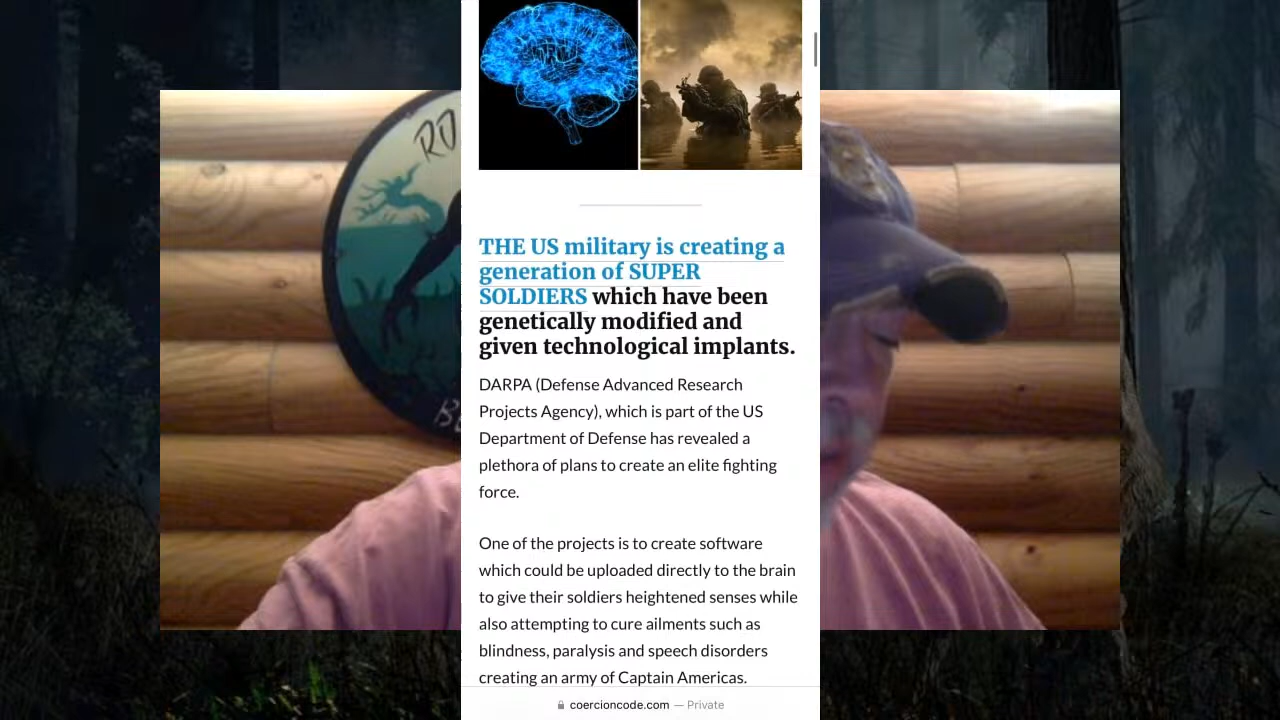 RO
THE US military is creating a
generation of SUPER
SOLDIERS which have been
genetically modified and
given technological implants.
DARPA (Defense Advanced Research
Projects Agency), which is part of the US
Department of Defense has revealed a
plethora of plans to create an elite fighting
force.
One of the projects is to create software
which could be uploaded directly to the brain
to give their soldiers heightened senses while
also attempting to cure ailments such as
blindness, paralysis and speech disorders
creating an army of Captain Americas.
coercioncode.com — Private